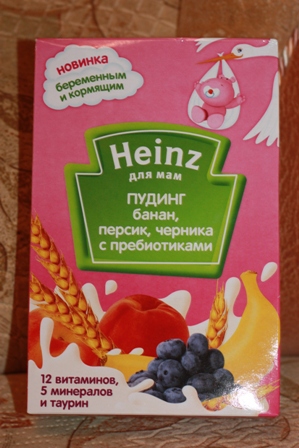 НОВИНКА
беременным
и кормящим
Heinz
для мам
ПУДИНГ
банан,
персик, черника
с пребиотиками
12 витаминов,
5 минералов
и таурин